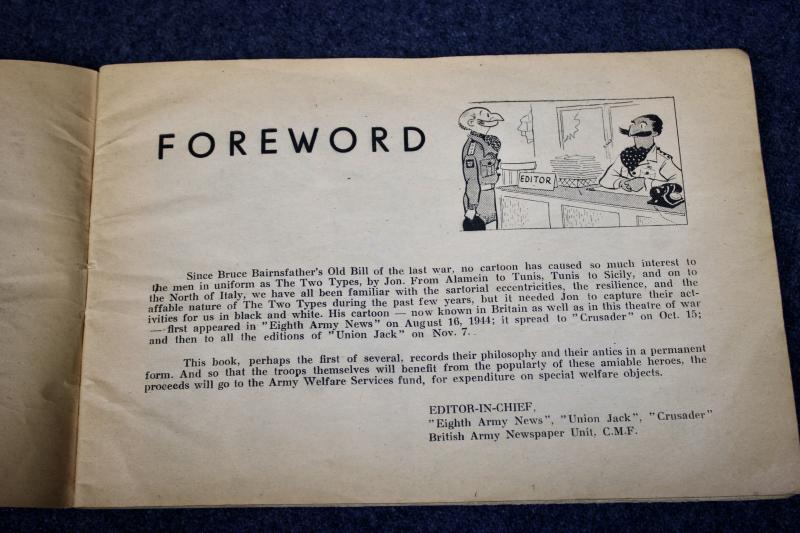 FOREWORD
EDITOR
Since Bruce Bairnsfather's Old Bill of the last war, no cartoon has caused so much interest to
the men in uniform as The Two Types, by Jon. From Alamein to Tunis, Tunis to Sicily, and on to
the North of Italy, we have all been familiar with the sartorial eccentricities, the resilience, and the
affable nature of The Two Types during the past few years, but it needed Jon to capture their act-
ivities for us in black and white. His cartoon — now known in Britain as well as in this theatre of war
— first appeared in "Eighth Army News" on August 16, 1944; it spread to "Crusader" on Oct. 15;
and then to all the editions of "Union Jack" on Nov. 7.
This book, perhaps the first of several, records their philosophy and their antics in a permanent
form. And so that the troops themselves will benefit from the popularty of these amiable heroes, the
proceeds will go to the Army Welfare Services fund, for expenditure on special welfare objects.
EDITOR-IN-CHIEF,
"Eighth Army News", "Union Jack", "Crusader"
British Army Newspaper Unit, C.M.F.